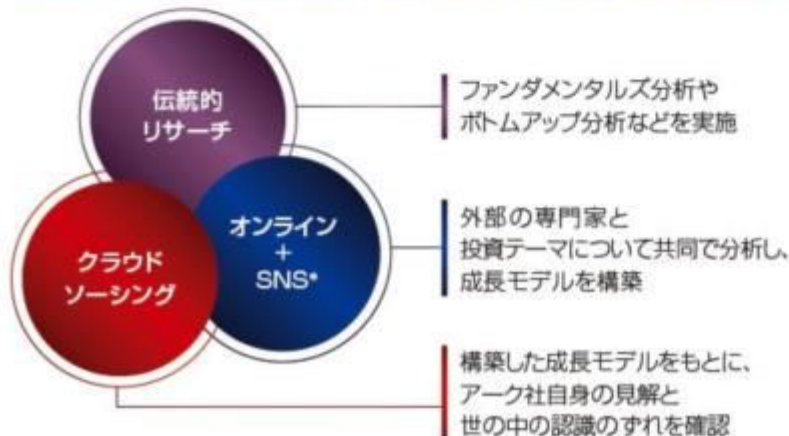 伝統的
リサーチ
ファンダメンタルズ分析や
ボトムアップ分析などを実施
オンライン
+
SNS*
外部の専門家と
投資テーマについて共同で分析し、
成長モデルを構築
クラウド
ソーシング
構築した成長モデルをもとに、
アーク社自身の見解と
世の中の認識のずれを確認